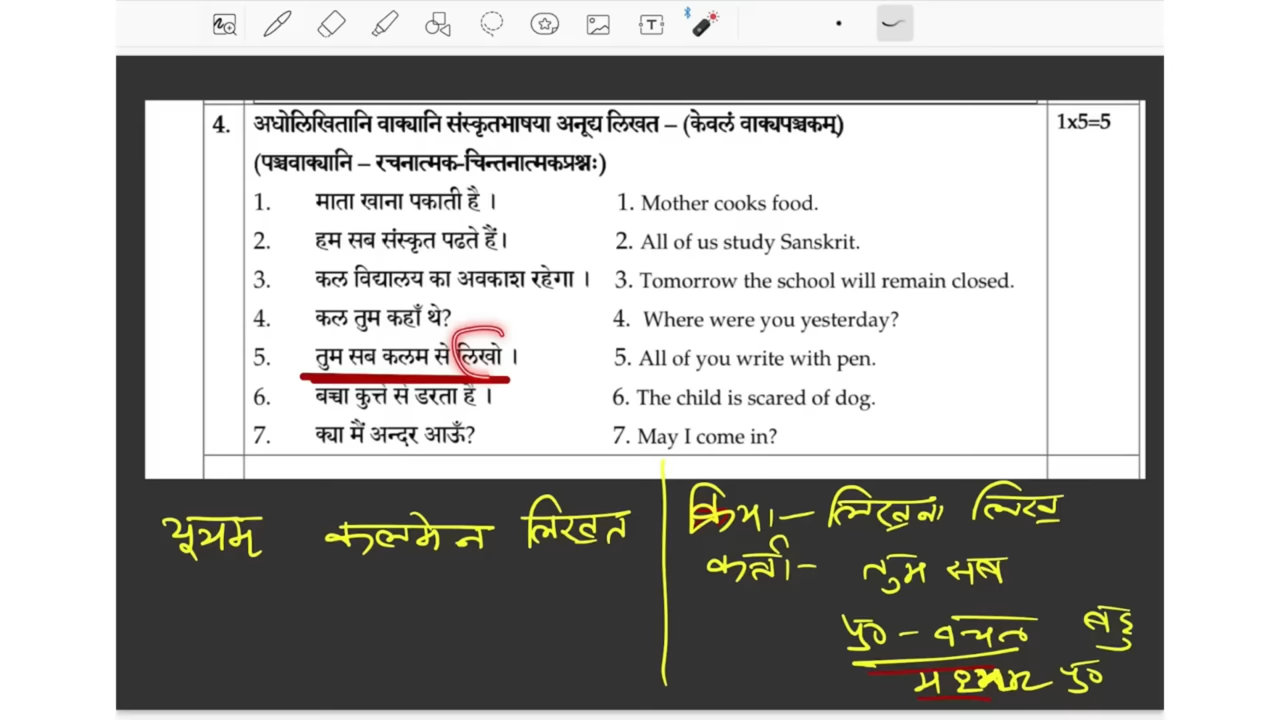 4. अधोलिखितानि वाक्यानि संस्कृतभाषया अनूद्य लिखत – (केवलं वाक्यपञ्चकम्) 1x5=5
(पञ्चवाक्यानि – रचनात्मक-चिन्तनात्मकप्रश्नः)
1. माता खाना पकाती है । 1. Mother cooks food.
2. हम सब संस्कृत पढते हैं। 2. All of us study Sanskrit.
3. कल विद्यालय का अवकाश रहेगा । 3. Tomorrow the school will remain closed.
4. कल तुम कहाँ थे? 4. Where were you yesterday?
5. तुम सब कलम से लिखो । 5. All of you write with pen.
6. बच्चा कुत्ते से डरता है । 6. The child is scared of dog.
7. क्या मैं अन्दर आऊँ? 7. May I come in?
यूयम् कलमेन लिखत
क्रिया – लिखना लिख्
कर्ता – तुम सब
पु० – वचन बहु
मध्यम पु०